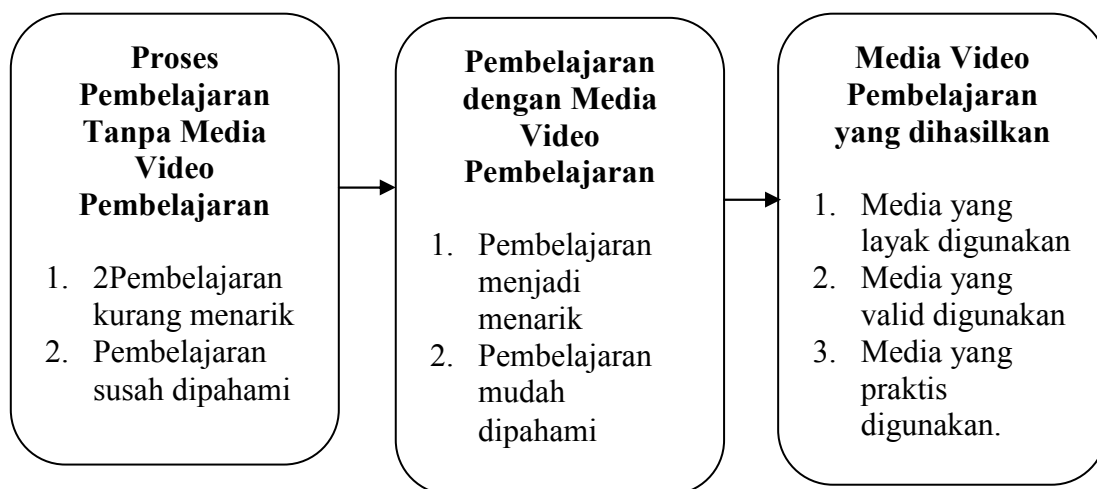 Proses
Pembelajaran
Tanpa Media
Video
Pembelajaran
1. 2Pembelajaran
kurang menarik
2. Pembelajaran
susah dipahami
Pembelajaran
dengan Media
Video
Pembelajaran
1. Pembelajaran
menjadi
menarik
2. Pembelajaran
mudah
dipahami
Media Video
Pembelajaran
yang dihasilkan
1. Media yang
layak digunakan
2. Media yang
valid digunakan
3. Media yang
praktis
digunakan.